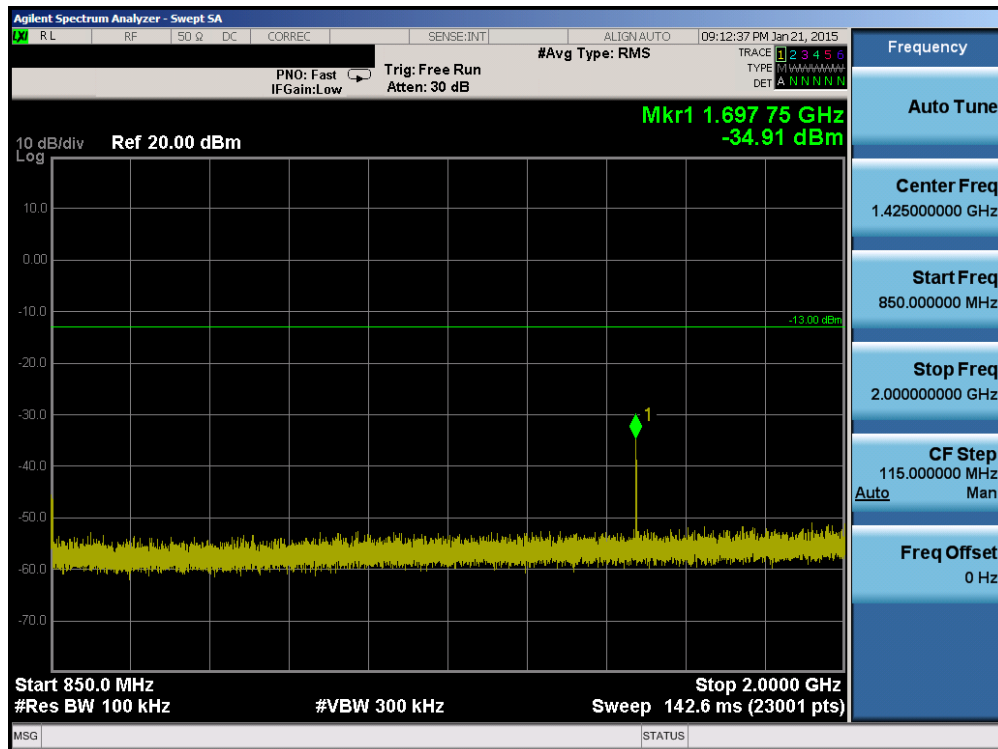 Agilent Spectrum Analyzer - Swept SA
LXI RL RF 50 Ω DC CORREC SENSE:INT ALIGN AUTO 09:12:37 PM Jan 21, 2015
Frequency
#Avg Type: RMS
TRACE 1 2 3 4 5 6
PNO: Fast Trig: Free Run
TYPE M WWWWW
IFGain:Low Atten: 30 dB
DET A N N N N N
Auto Tune
Mkr1 1.697 75 GHz
10 dB/div Ref 20.00 dBm -34.91 dBm
Log
Center Freq
1.425000000 GHz
10.0
0.00
Start Freq
850.000000 MHz
-10.0
-13.00 dBm
-20.0
Stop Freq
2.000000000 GHz
-30.0
1
-40.0
CF Step
115.000000 MHz
Auto Man
-50.0
Freq Offset
0 Hz
-60.0
-70.0
Start 850.0 MHz Stop 2.0000 GHz
#Res BW 100 kHz #VBW 300 kHz Sweep 142.6 ms (23001 pts)
MSG STATUS